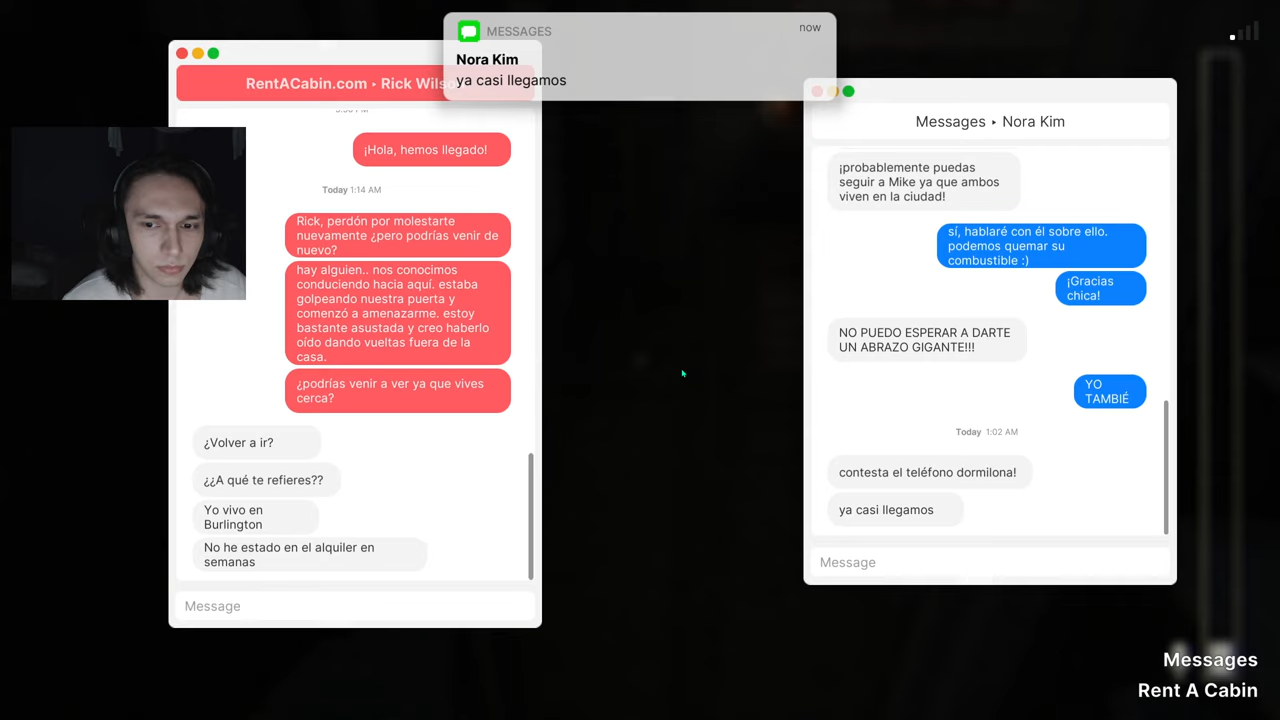 MESSAGES
now
Nora Kim
ya casi llegamos
RentACabin.com ‣ Rick Wils
¡Hola, hemos llegado!
Today 1:14 AM
Rick, perdón por molestarte
nuevamente ¿pero podrías venir de
nuevo?
hay alguien.. nos conocimos
conduciendo hacia aquí. estaba
golpeando nuestra puerta y
comenzó a amenazarme. estoy
bastante asustada y creo haberlo
oído dando vueltas fuera de la
casa.
¿podrías venir a ver ya que vives
cerca?
¿Volver a ir?
¿¿A qué te refieres??
Yo vivo en
Burlington
No he estado en el alquiler en
semanas
Message
Messages ‣ Nora Kim
¡probablemente puedas
seguir a Mike ya que ambos
viven en la ciudad!
sí, hablaré con él sobre ello.
podemos quemar su
combustible :)
¡Gracias
chica!
NO PUEDO ESPERAR A DARTE
UN ABRAZO GIGANTE!!!
YO
TAMBIÉ
Today 1:02 AM
contesta el teléfono dormilona!
ya casi llegamos
Message
Messages
Rent A Cabin